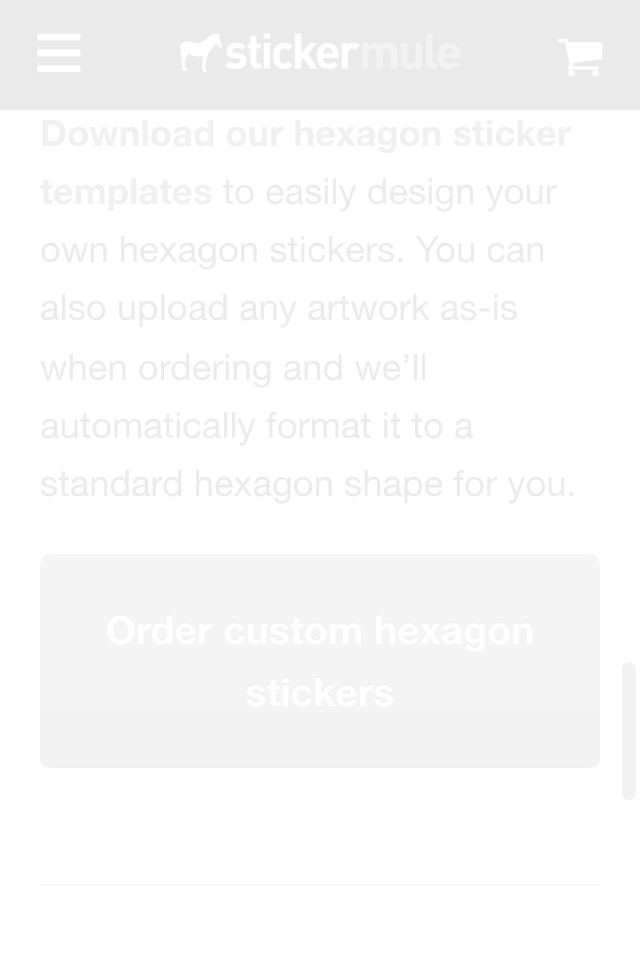 stickermule
Download our hexagon sticker
templates to easily design your
own hexagon stickers. You can
also upload any artwork as-is
when ordering and we’ll
automatically format it to a
standard hexagon shape for you.
Order custom hexagon
stickers